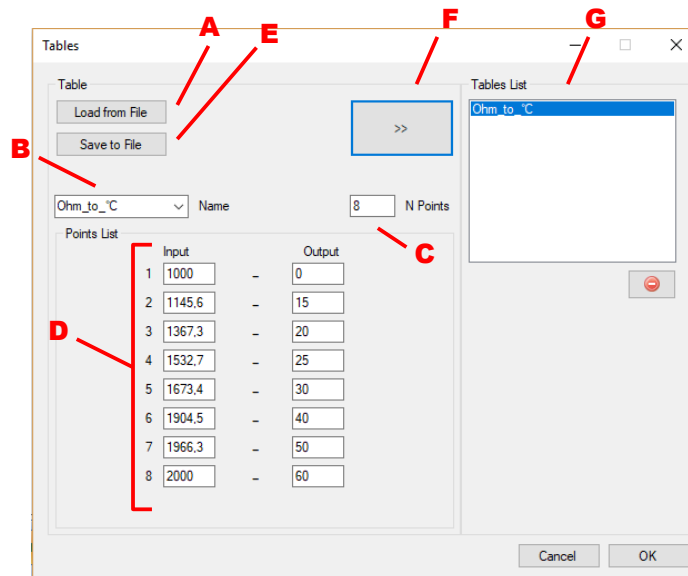 A E F G
Tables
Table
Load from File
Save to File
>>
Tables List
Ohm_to_°C
B
Ohm_to_°C Name 8 N Points
C
Points List
Input Output
D
1 1000 - 0
2 1145,6 - 15
3 1367,3 - 20
4 1532,7 - 25
5 1673,4 - 30
6 1904,5 - 40
7 1966,3 - 50
8 2000 - 60
Cancel OK